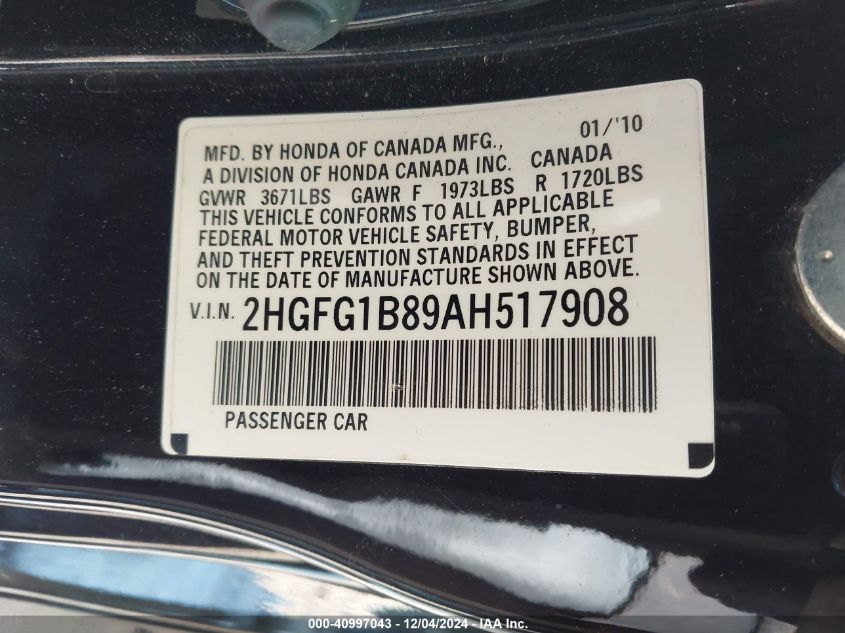 01/'10
MFD. BY HONDA OF CANADA MFG.,
A DIVISION OF HONDA CANADA INC. CANADA
GVWR 3671LBS GAWR F 1973LBS R 1720LBS
THIS VEHICLE CONFORMS TO ALL APPLICABLE
FEDERAL MOTOR VEHICLE SAFETY, BUMPER,
AND THEFT PREVENTION STANDARDS IN EFFECT
ON THE DATE OF MANUFACTURE SHOWN ABOVE.
V.I.N. 2HGFG1B89AH517908
PASSENGER CAR
000-40997043 - 12/04/2024 - IAA Inc.